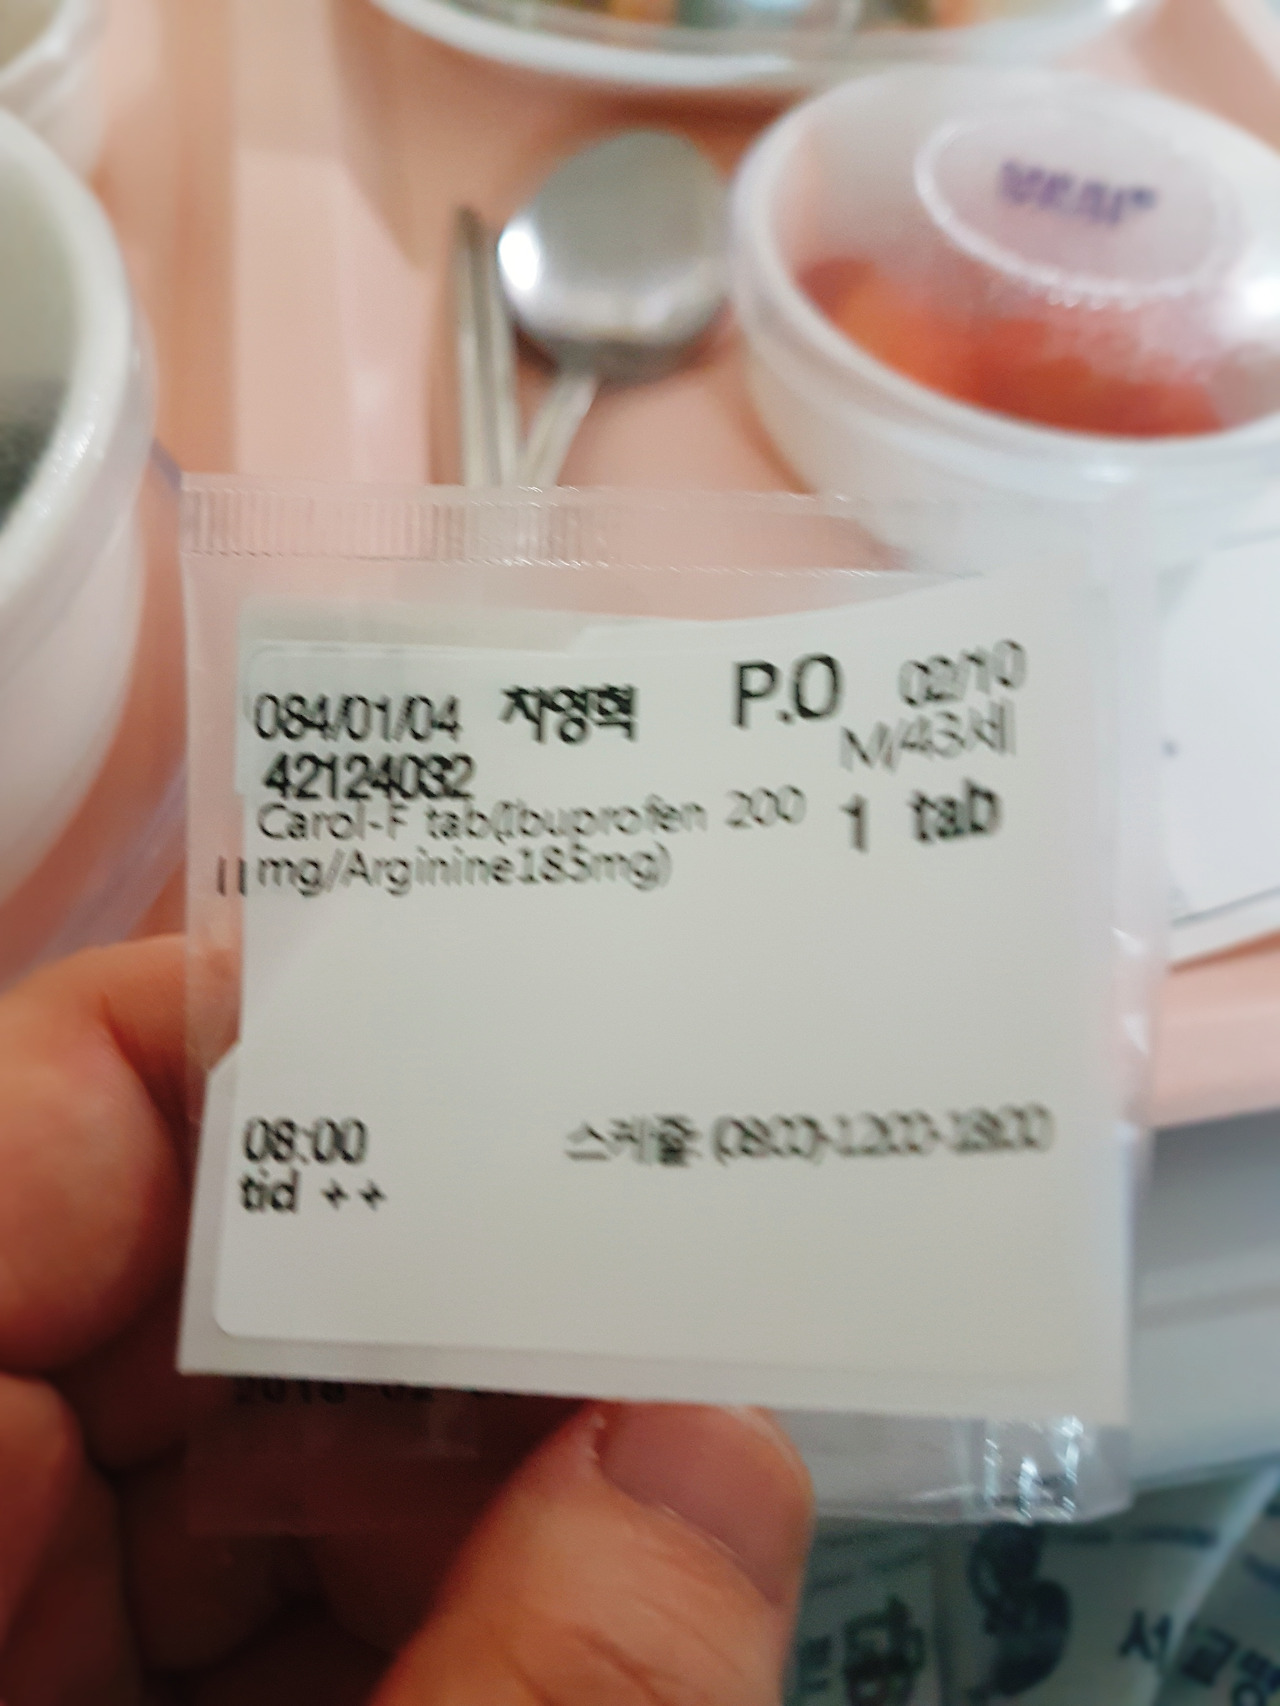 084/01/04 차영혁 P.O 02/10
42124032 M/43세
Carol-F tab(Ibuprofen 200 1 tab
mg/Arginine185mg)
08:00 스케줄: (0800)-1200-1800
tid ++